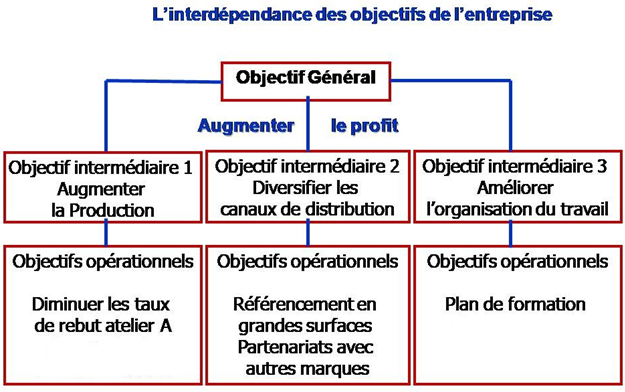 L'interdépendance des objectifs de l'entreprise
Objectif Général
Augmenter le profit
Objectif intermédiaire 1
Augmenter
la Production
Objectif intermédiaire 2
Diversifier les
canaux de distribution
Objectif intermédiaire 3
Améliorer
l'organisation du travail
Objectifs opérationnels
Diminuer les taux
de rebut atelier A
Objectifs opérationnels
Référencement en
grandes surfaces
Partenariats avec
autres marques
Objectifs opérationnels
Plan de formation